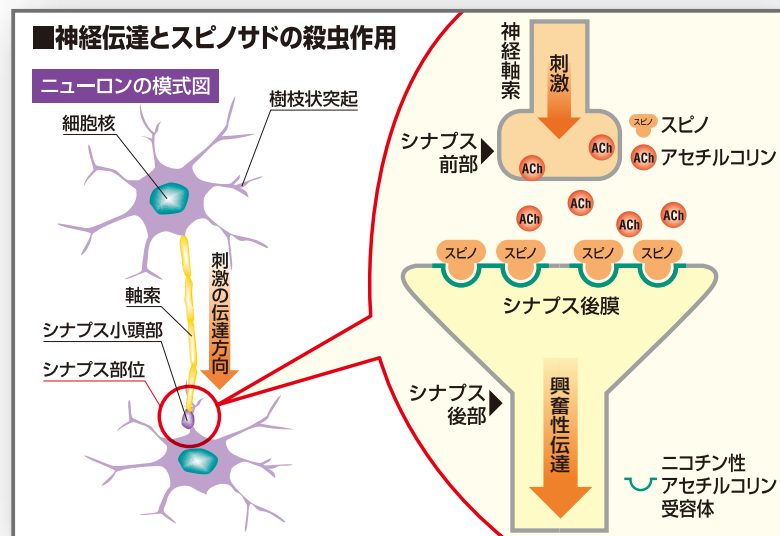 ■神経伝達とスピノサドの殺虫作用
ニューロンの模式図
樹枝状突起
細胞核
刺激の伝達方向
軸索
シナプス小頭部
シナプス部位
神経軸索
刺激
シナプス
前部
スピノ
スピノ
ACh
アセチルコリン
ACh
ACh
ACh
ACh
ACh
ACh
スピノ
スピノ
スピノ
スピノ
シナプス後膜
シナプス
後部
興奮性伝達
ニコチン性
アセチルコリン
受容体